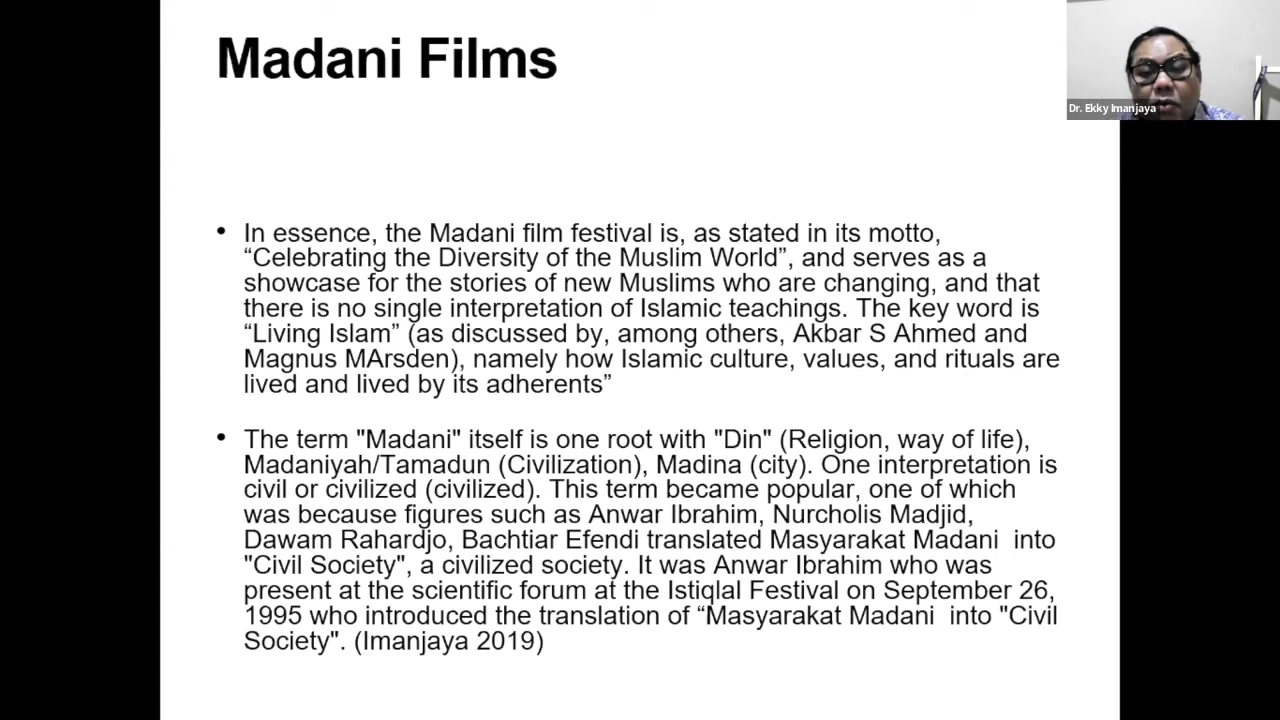 Madani Films
Dr. Ekky Imanjaya
• In essence, the Madani film festival is, as stated in its motto,
“Celebrating the Diversity of the Muslim World”, and serves as a
showcase for the stories of new Muslims who are changing, and that
there is no single interpretation of Islamic teachings. The key word is
“Living Islam” (as discussed by, among others, Akbar S Ahmed and
Magnus MArsden), namely how Islamic culture, values, and rituals are
lived and lived by its adherents”
• The term "Madani" itself is one root with "Din" (Religion, way of life),
Madaniyah/Tamadun (Civilization), Madina (city). One interpretation is
civil or civilized (civilized). This term became popular, one of which
was because figures such as Anwar Ibrahim, Nurcholis Madjid,
Dawam Rahardjo, Bachtiar Efendi translated Masyarakat Madani  into
"Civil Society", a civilized society. It was Anwar Ibrahim who was
present at the scientific forum at the Istiqlal Festival on September 26,
1995 who introduced the translation of “Masyarakat Madani  into "Civil
Society". (Imanjaya 2019)